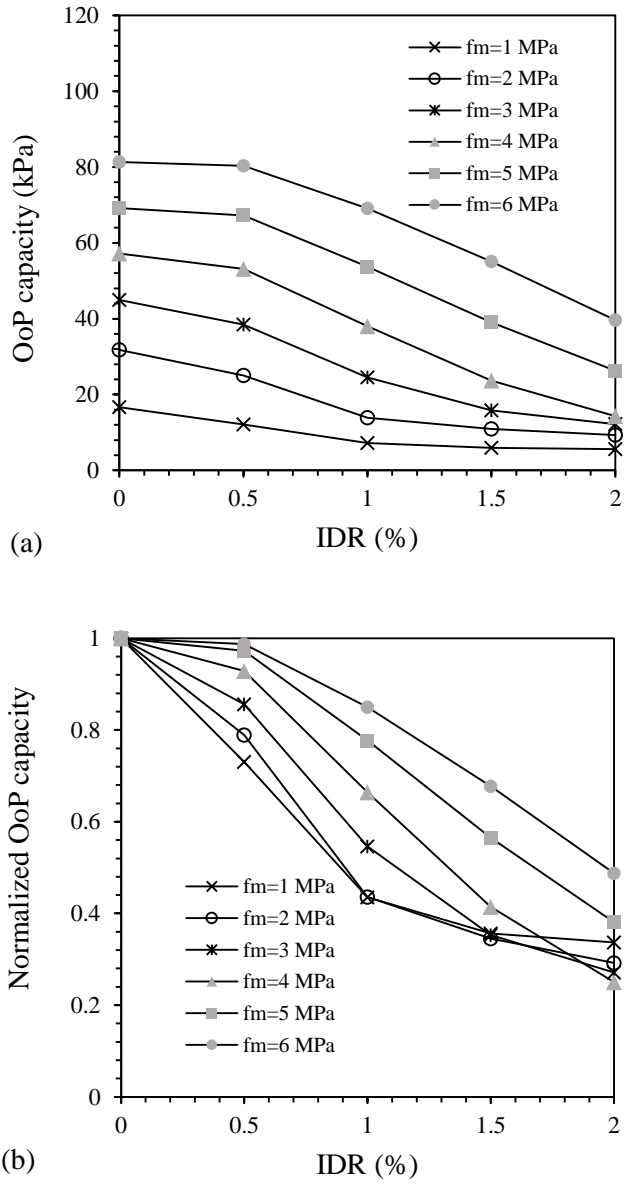 120
100
80
60
40
20
0
OoP capacity (kPa)
fm=1 MPa
fm=2 MPa
fm=3 MPa
fm=4 MPa
fm=5 MPa
fm=6 MPa
0 0.5 1 1.5 2
IDR (%)
(a)
1
0.8
0.6
0.4
0.2
0
Normalized OoP capacity
fm=1 MPa
fm=2 MPa
fm=3 MPa
fm=4 MPa
fm=5 MPa
fm=6 MPa
0 0.5 1 1.5 2
IDR (%)
(b)